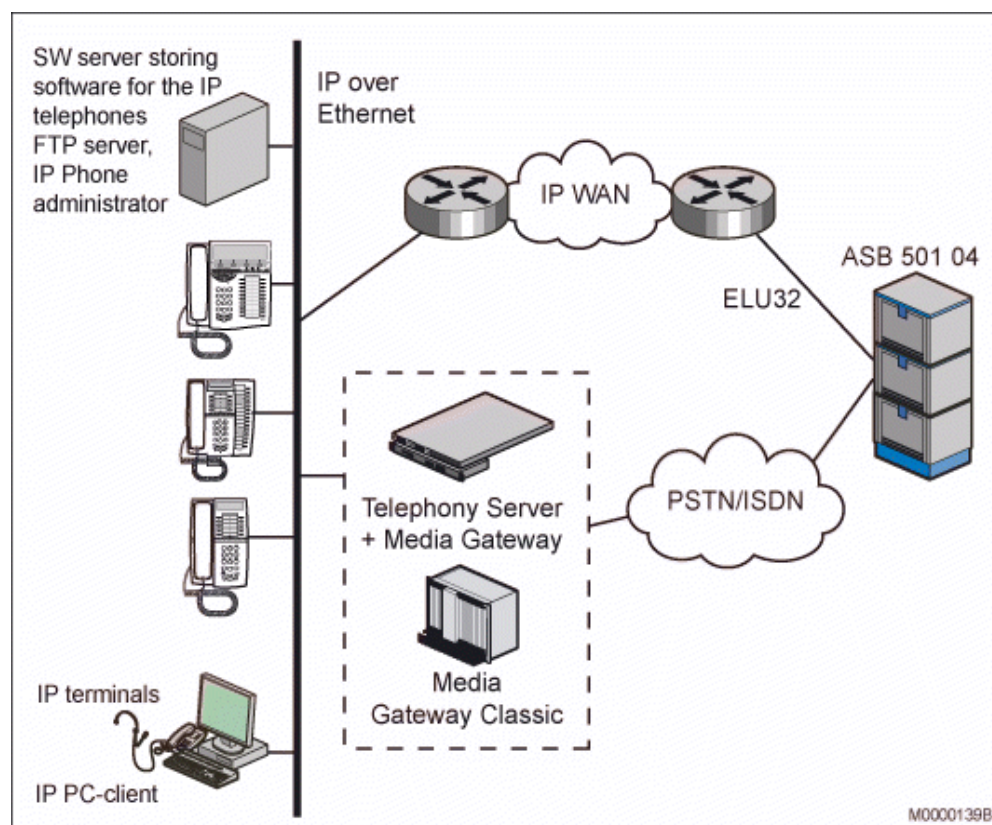 SW server storing
software for the IP
telephones
FTP server,
IP Phone
administrator
IP over
Ethernet
IP WAN
ASB 501 04
ELU32
Telephony Server
+ Media Gateway
PSTN/ISDN
Media
Gateway Classic
IP terminals
IP PC-client
M0000139B